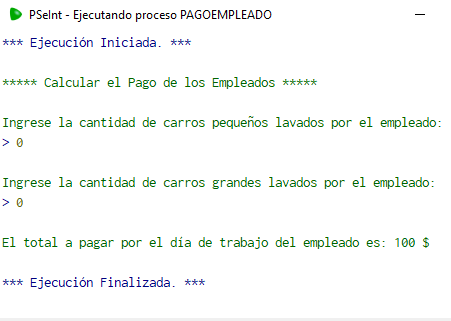 PSeInt - Ejecutando proceso PAGOEMPLEADO
*** Ejecución Iniciada. ***
***** Calcular el Pago de los Empleados *****
Ingrese la cantidad de carros pequeños lavados por el empleado:
> 0
Ingrese la cantidad de carros grandes lavados por el empleado:
> 0
El total a pagar por el día de trabajo del empleado es: 100 $
*** Ejecución Finalizada. ***